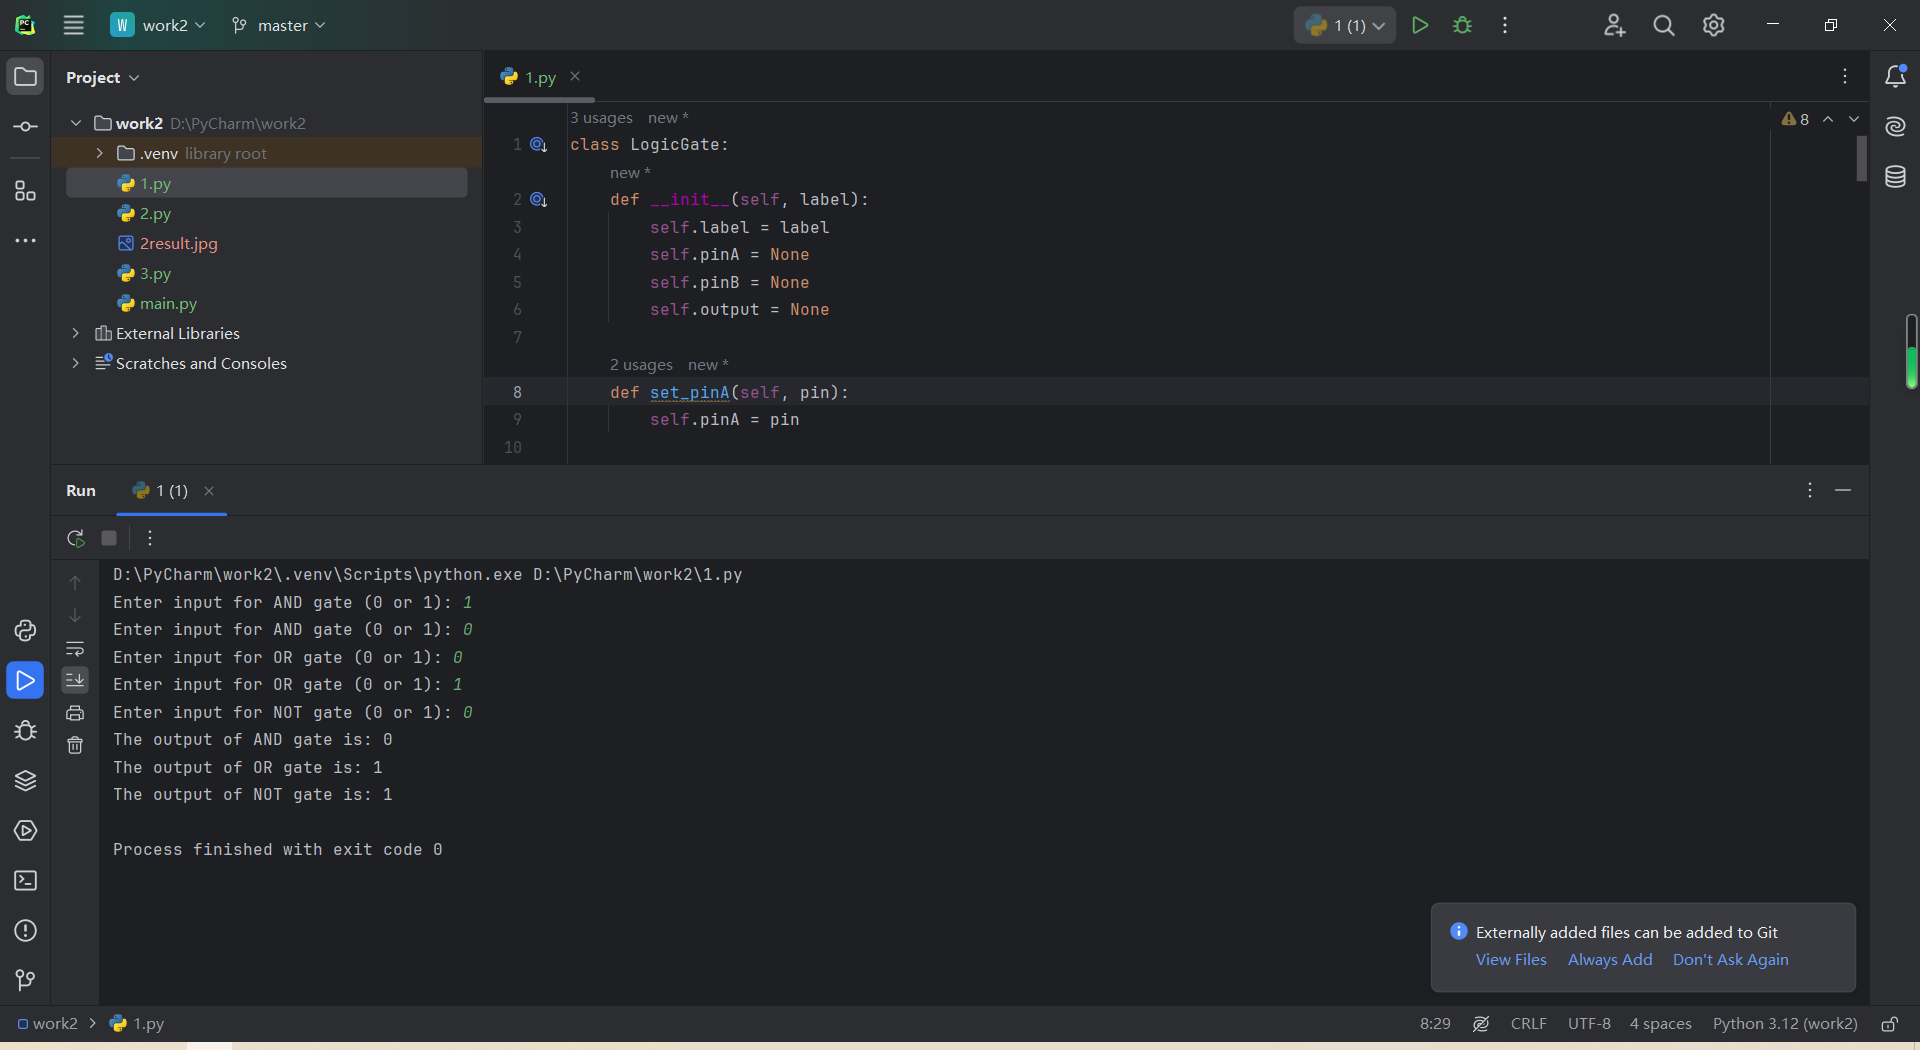 PC
W work2 master
1 (1)
Project
work2 D:\PyCharm\work2
.venv library root
1.py
2.py
2result.jpg
3.py
main.py
External Libraries
Scratches and Consoles
1.py
8
3 usages new *
1 class LogicGate:
new *
2 def __init__(self, label):
3 self.label = label
4 self.pinA = None
5 self.pinB = None
6 self.output = None
7
2 usages new *
8 def set_pinA(self, pin):
9 self.pinA = pin
10
Run 1 (1)
D:\PyCharm\work2\.venv\Scripts\python.exe D:\PyCharm\work2\1.py
Enter input for AND gate (0 or 1): 1
Enter input for AND gate (0 or 1): 0
Enter input for OR gate (0 or 1): 0
Enter input for OR gate (0 or 1): 1
Enter input for NOT gate (0 or 1): 0
The output of AND gate is: 0
The output of OR gate is: 1
The output of NOT gate is: 1
Process finished with exit code 0
Externally added files can be added to Git
View Files Always Add Don't Ask Again
work2 > 1.py
8:29 CRLF UTF-8 4 spaces Python 3.12 (work2)